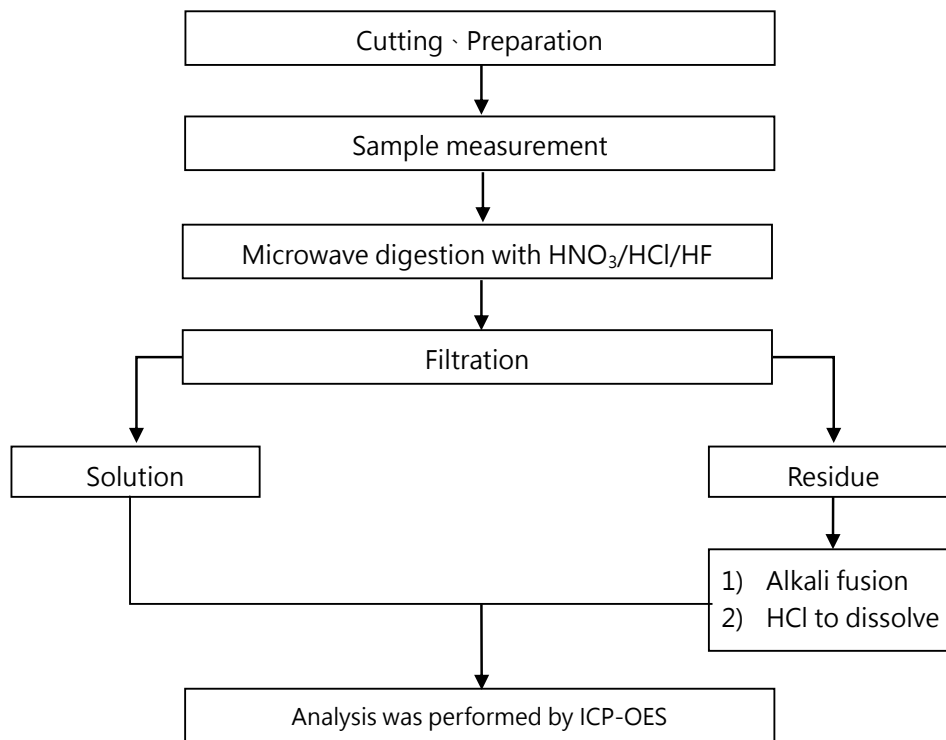 Cutting、Preparation
Sample measurement
Microwave digestion with HNO₃/HCl/HF
Filtration
Solution
Residue
1) Alkali fusion
2) HCl to dissolve
Analysis was performed by ICP-OES